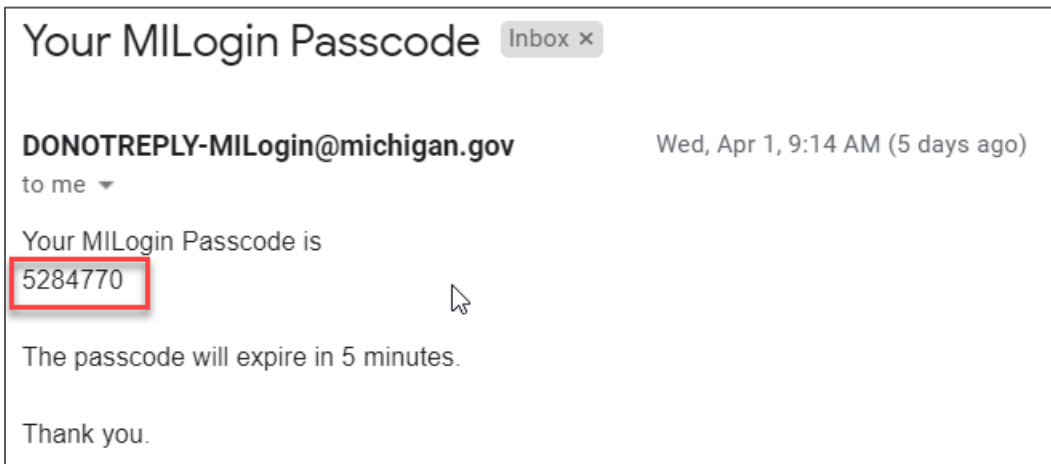 Your MILogin Passcode Inbox ×
DONOTREPLY-MILogin@michigan.gov Wed, Apr 1, 9:14 AM (5 days ago)
to me
Your MILogin Passcode is
5284770
The passcode will expire in 5 minutes.
Thank you.